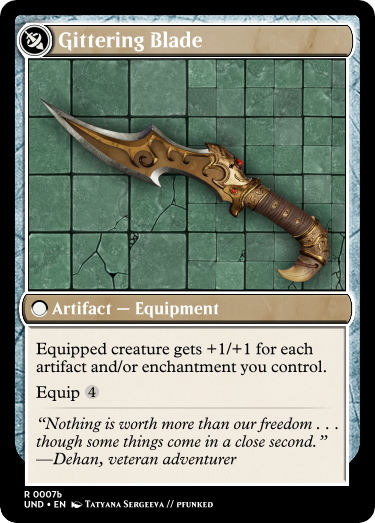 Gittering Blade
Artifact — Equipment
Equipped creature gets +1/+1 for each
artifact and/or enchantment you control.
Equip 4
“Nothing is worth more than our freedom . . .
though some things come in a close second.”
—Dehan, veteran adventurer
R 0007b
UND • EN Tatyana Sergeeva // pfunked